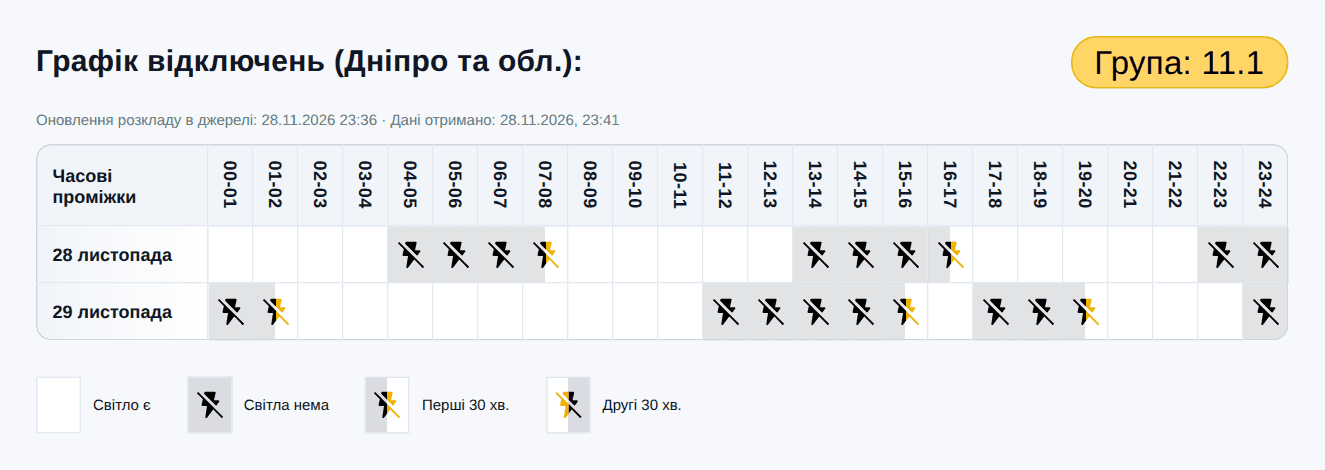 Графік відключень (Дніпро та обл.):
Група: 11.1
Оновлення розкладу в джерелі: 28.11.2026 23:36 · Дані отримано: 28.11.2026, 23:41
Часові
проміжки
00-01 01-02 02-03 03-04 04-05 05-06 06-07 07-08 08-09 09-10 10-11 11-12 12-13 13-14 14-15 15-16 16-17 17-18 18-19 19-20 20-21 21-22 22-23 23-24
28 листопада
29 листопада
Світло є Світла нема Перші 30 хв. Другі 30 хв.